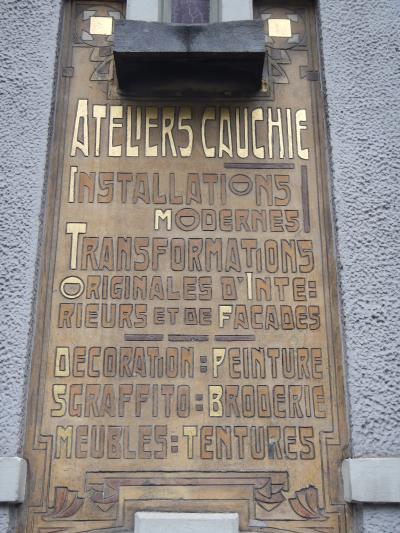 ATELIERS CAUCHIE
INSTALLATIONS
MODERNES
TRANSFORMATIONS
ORIGINALES D'INTE:
RIEURS ET DE FACADES
DECORATION: PEINTURE
SGRAFFITO: BRODERIE
MEUBLES: TENTURES